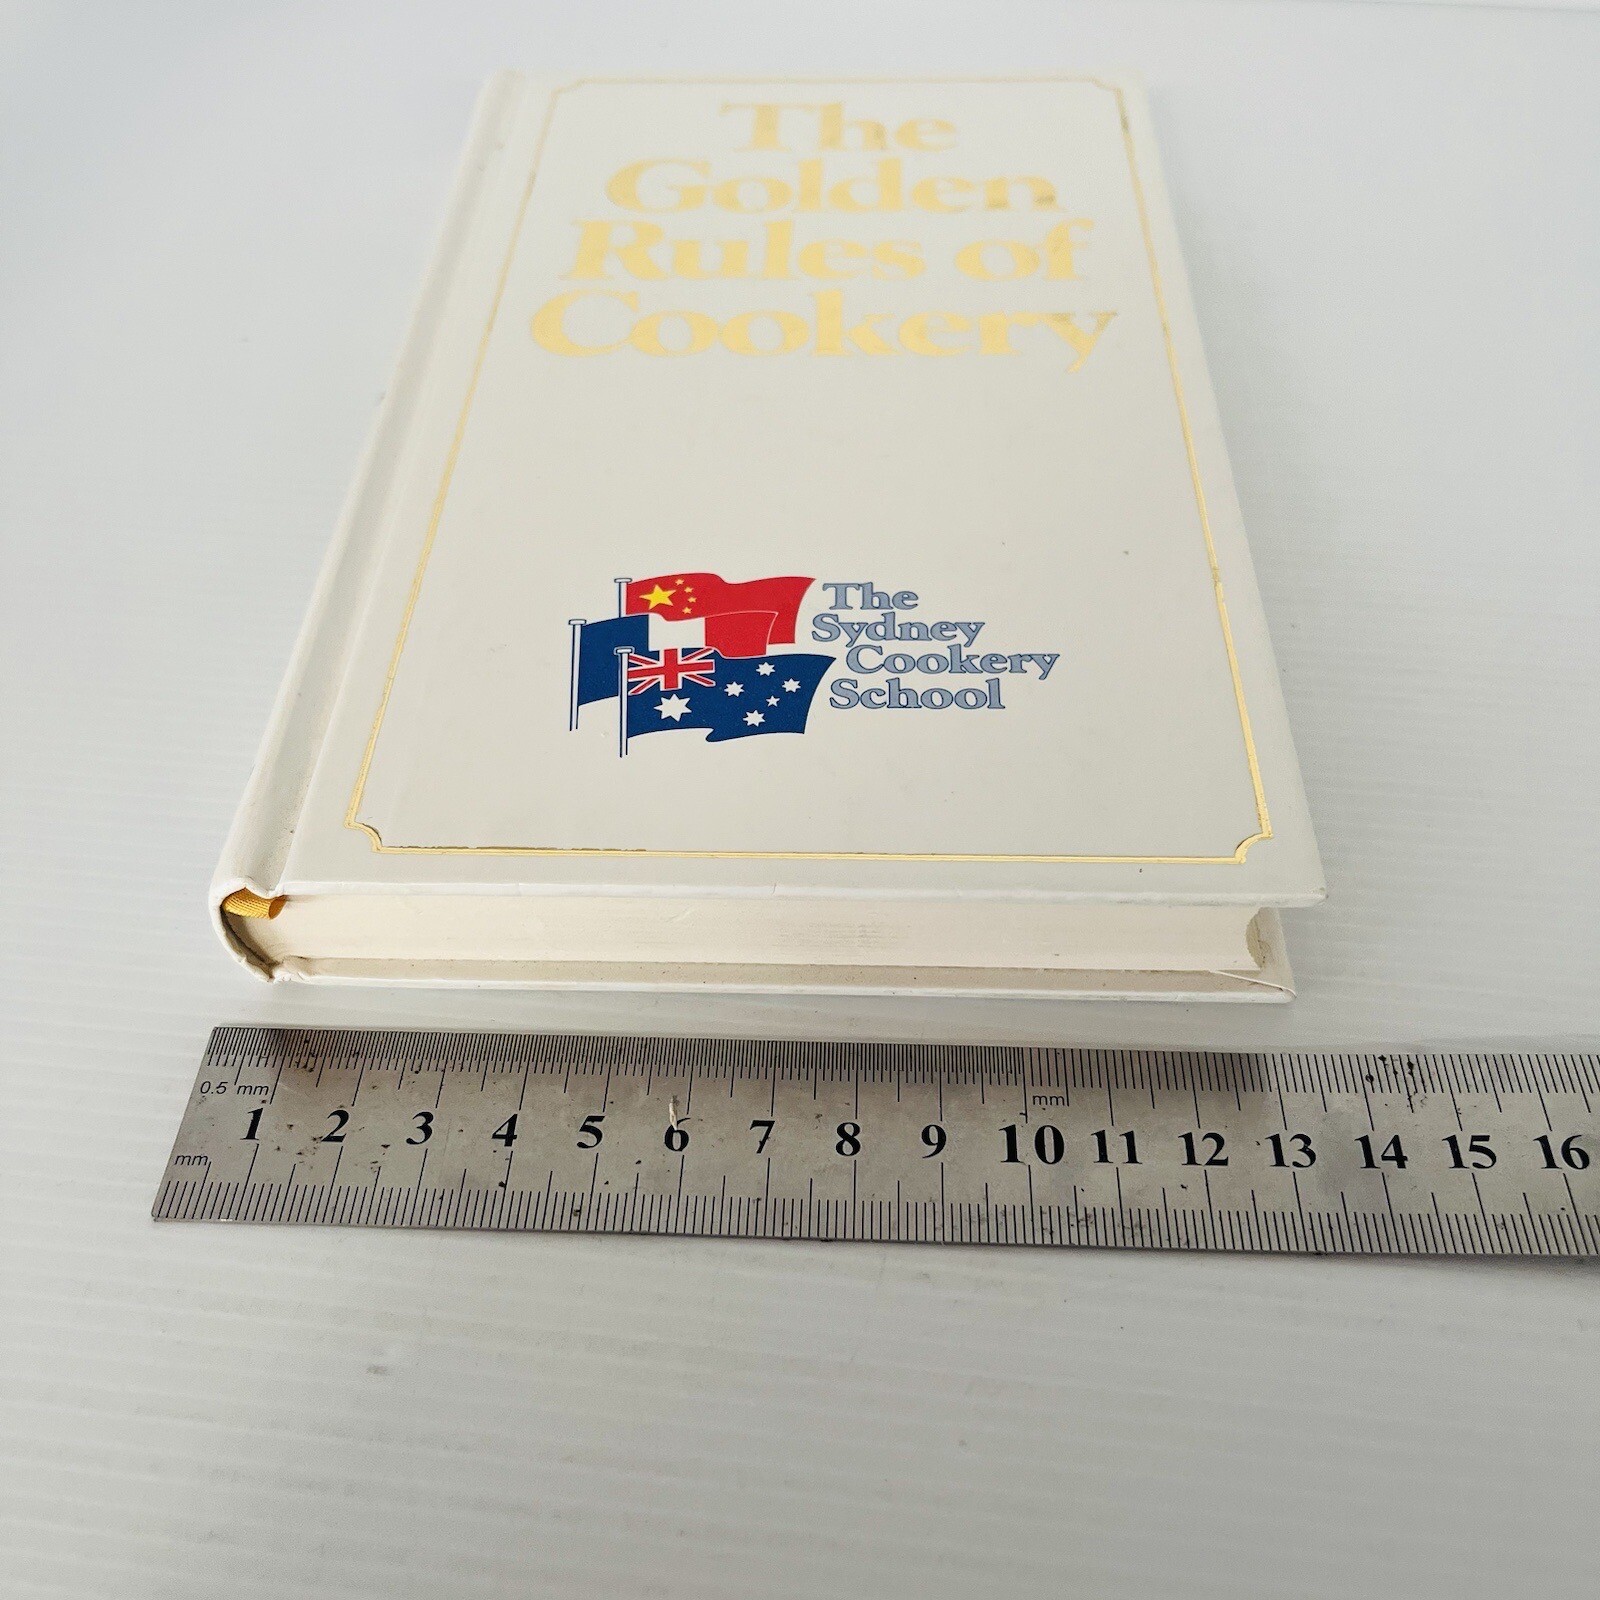 The
Golden
Rules of
Cookery
The
Sydney
Cookery
School
0.5 mm
mm
1 2 3 4 5 6 7 8 9 10 11 12 13 14 15 16
mm